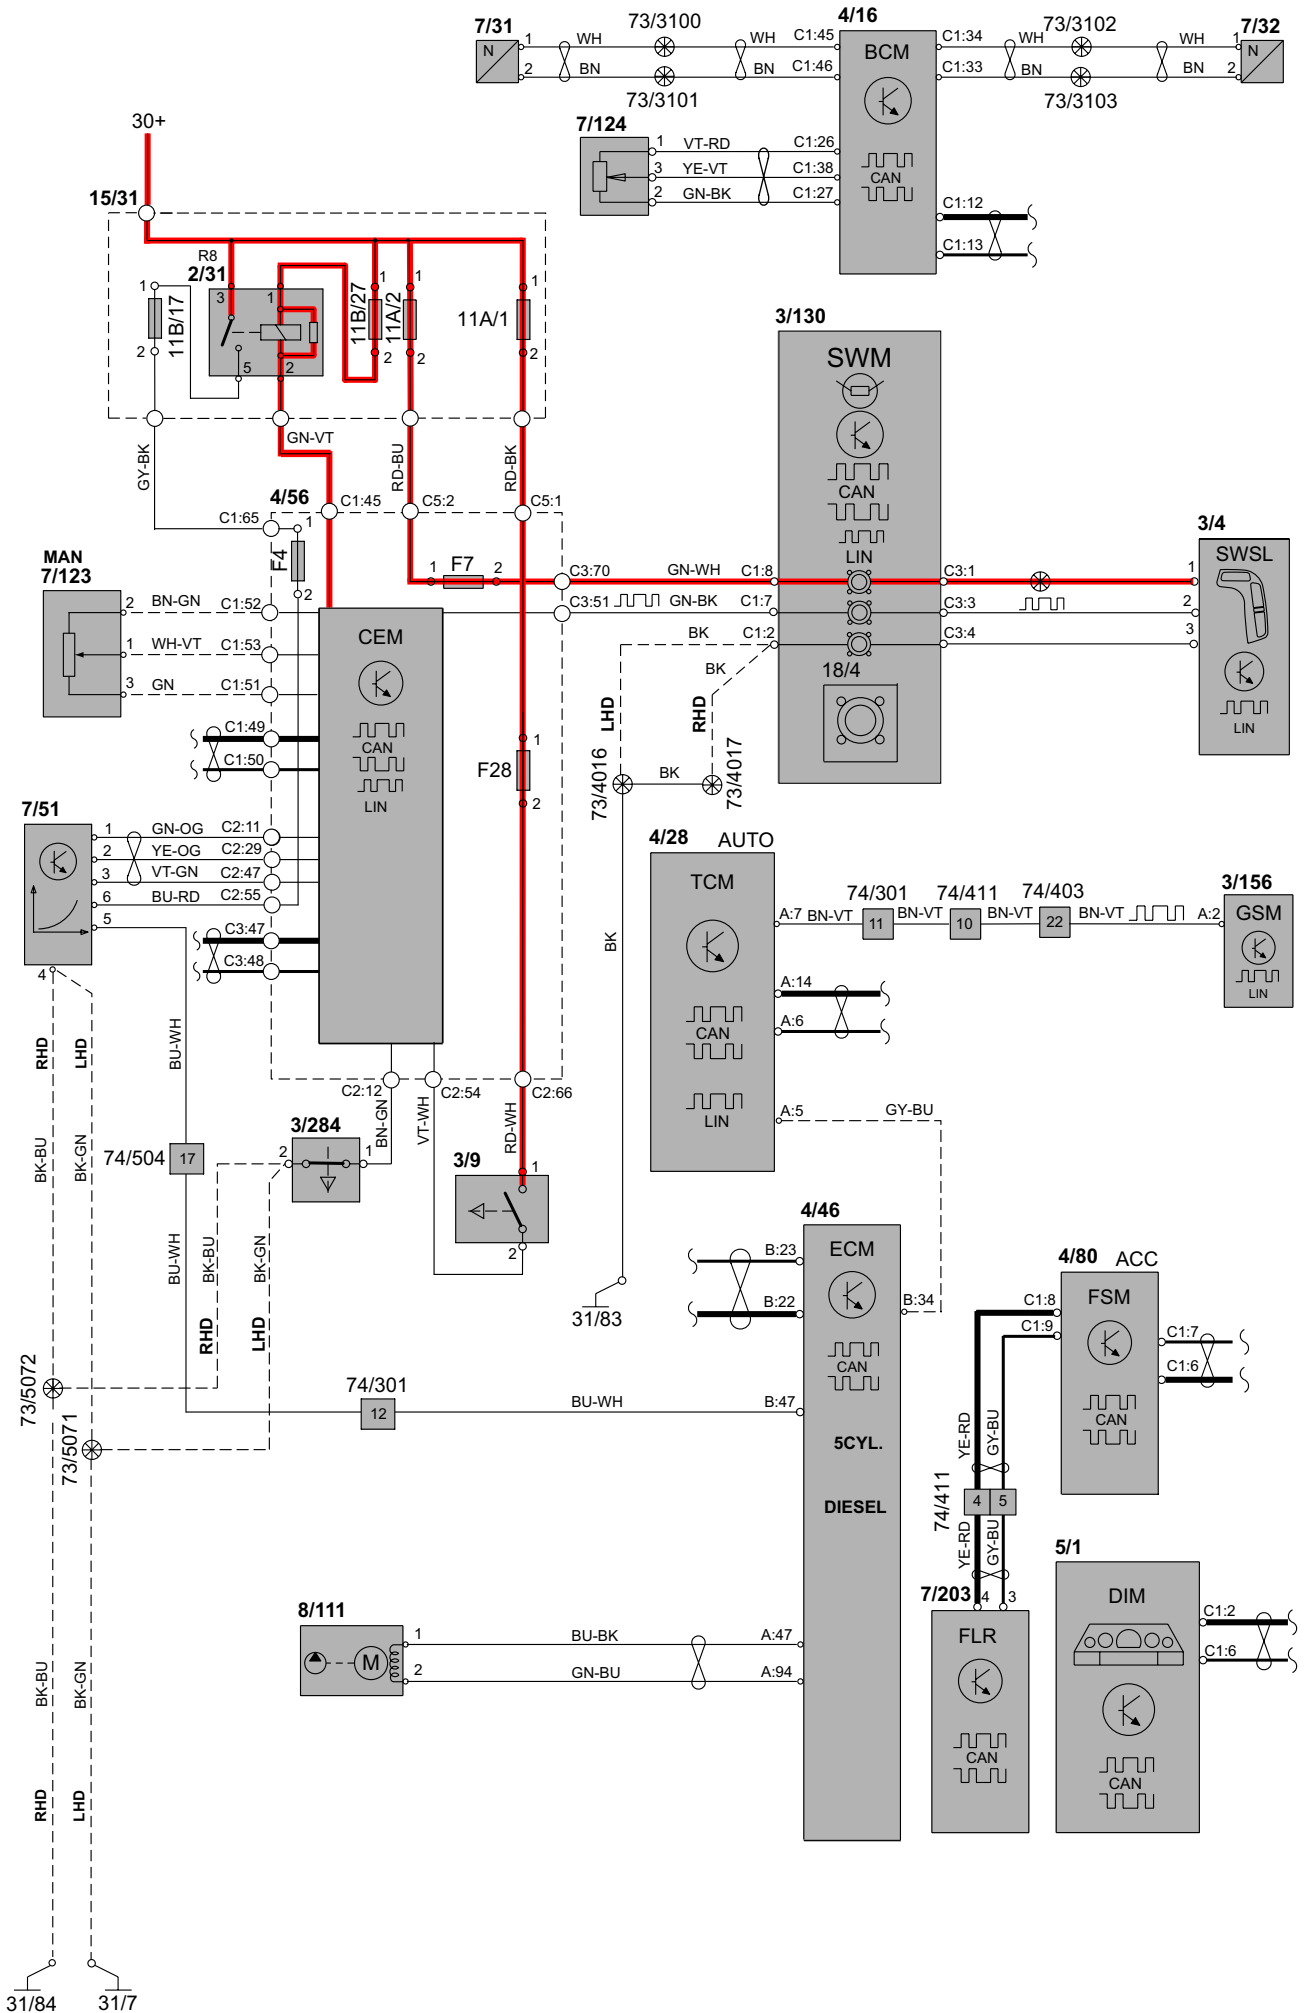 7/31
73/3100
4/16
73/3102
7/32
N
1
WH
WH
C1:45
BCM
C1:34
WH
WH
1
N
2
BN
BN
C1:46
C1:33
BN
BN
2
73/3101
73/3103
30+
7/124
1
VT-RD
C1:26
3
YE-VT
C1:38
CAN
2
GN-BK
C1:27
C1:12
C1:13
15/31
R8
2/31
1
11B/17
2
3
1
5
2
1
11B/27
2
1
11A/2
2
1
11A/1
2
GY-BK
GN-VT
RD-BU
RD-BK
3/130
SWM
CAN
LIN
18/4
4/56
C1:45
C5:2
C5:1
C1:65
1
F4
2
1
F7
2
C3:70
GN-WH
C1:8
C3:1
1
C3:51
GN-BK
C1:7
C3:3
2
BK
C1:2
C3:4
3
BK
3/4
SWSL
LIN
MAN
7/123
2
BN-GN
C1:52
1
WH-VT
C1:53
3
GN
C1:51
CEM
CAN
LIN
C1:49
C1:50
1
F28
2
LHD
RHD
73/4016
BK
73/4017
BK
7/51
1
GN-OG
C2:11
2
YE-OG
C2:29
3
VT-GN
C2:47
6
BU-RD
C2:55
5
4
C3:47
C3:48
4/28
AUTO
TCM
CAN
LIN
A:7
BN-VT
74/301
11
BN-VT
74/411
10
BN-VT
74/403
22
BN-VT
A:2
3/156
GSM
LIN
A:14
A:6
A:5
GY-BU
RHD
LHD
BU-WH
BK-BU
BK-GN
C2:12
C2:54
C2:66
BN-GN
VT-WH
RD-WH
3/284
2
1
3/9
1
2
74/504
17
BU-WH
BK-BU
BK-GN
RHD
LHD
31/83
4/46
ECM
CAN
5CYL.
DIESEL
B:23
B:22
B:34
B:47
4/80
ACC
FSM
CAN
C1:8
C1:9
C1:7
C1:6
73/5072
73/5071
74/301
12
BU-WH
YE-RD
GY-BU
74/411
4
5
YE-RD
GY-BU
7/203
4
3
FLR
CAN
5/1
DIM
CAN
C1:2
C1:6
8/111
M
1
BU-BK
A:47
2
GN-BU
A:94
BK-BU
BK-GN
RHD
LHD
31/84
31/7